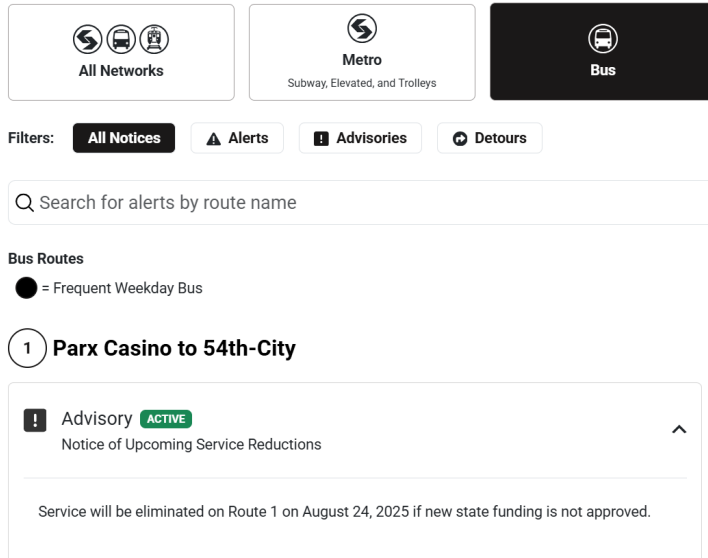 All Networks
Metro
Subway, Elevated, and Trolleys
Bus
Filters:
All Notices
Alerts
Advisories
Detours
Search for alerts by route name
Bus Routes
= Frequent Weekday Bus
1 Parx Casino to 54th-City
Advisory ACTIVE
Notice of Upcoming Service Reductions
Service will be eliminated on Route 1 on August 24, 2025 if new state funding is not approved.